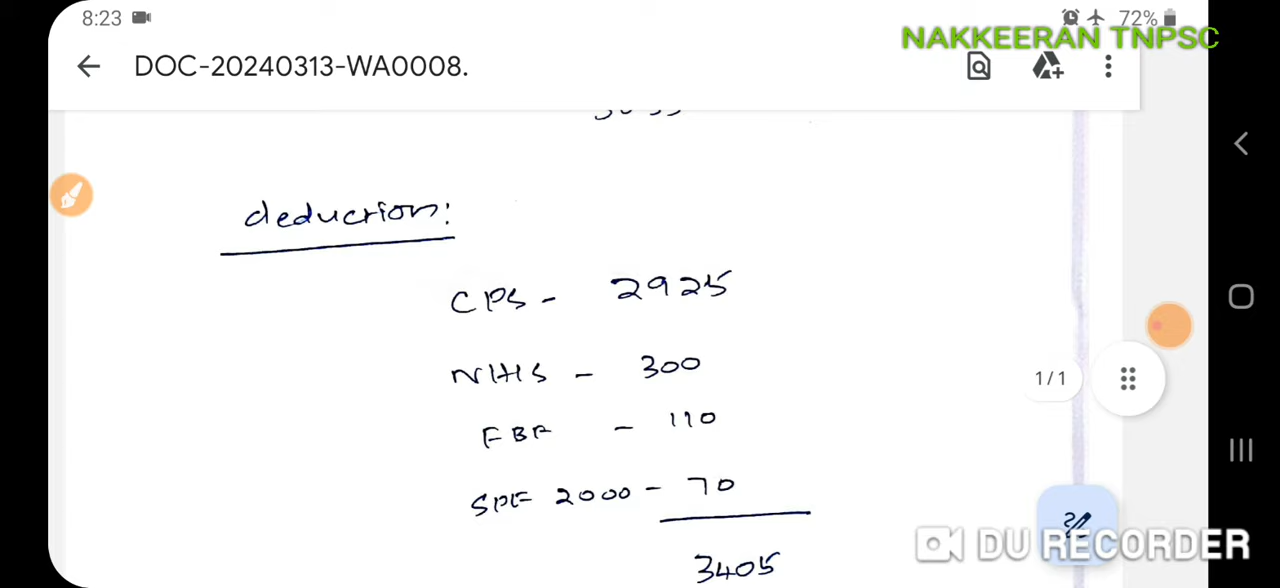 8:23
72%
NAKKEERAN TNPSC
DOC-20240313-WA0008.
deduction:
CPS - 2925
NHIS - 300
1/1
FBF - 110
SPF 2000 - 70
3405
DU RECORDER